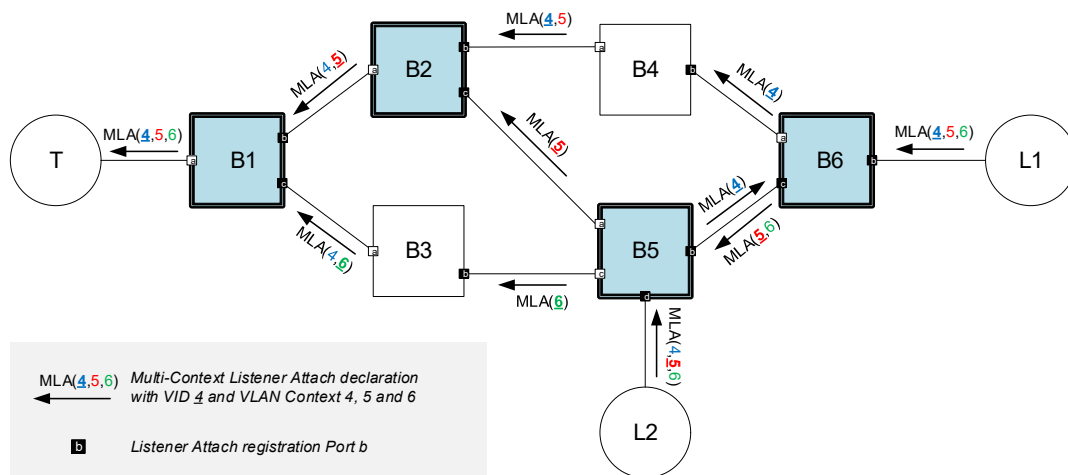 MLA(4,5)
B2
b
a
c
a
B4
b
MLA(4,5)
MLA(4)
MLA(4,5,6)
MLA(5)
MLA(4,5,6)
T
a
B1
b
c
a
B6
b
c
L1
MLA(4)
MLA(5,6)
MLA(4,6)
a
B3
b
a
B5
b
c
d
MLA(6)
MLA(4,5,6)
L2
MLA(4,5,6)
Multi-Context Listener Attach declaration
with VID 4 and VLAN Context 4, 5 and 6
b
Listener Attach registration Port b